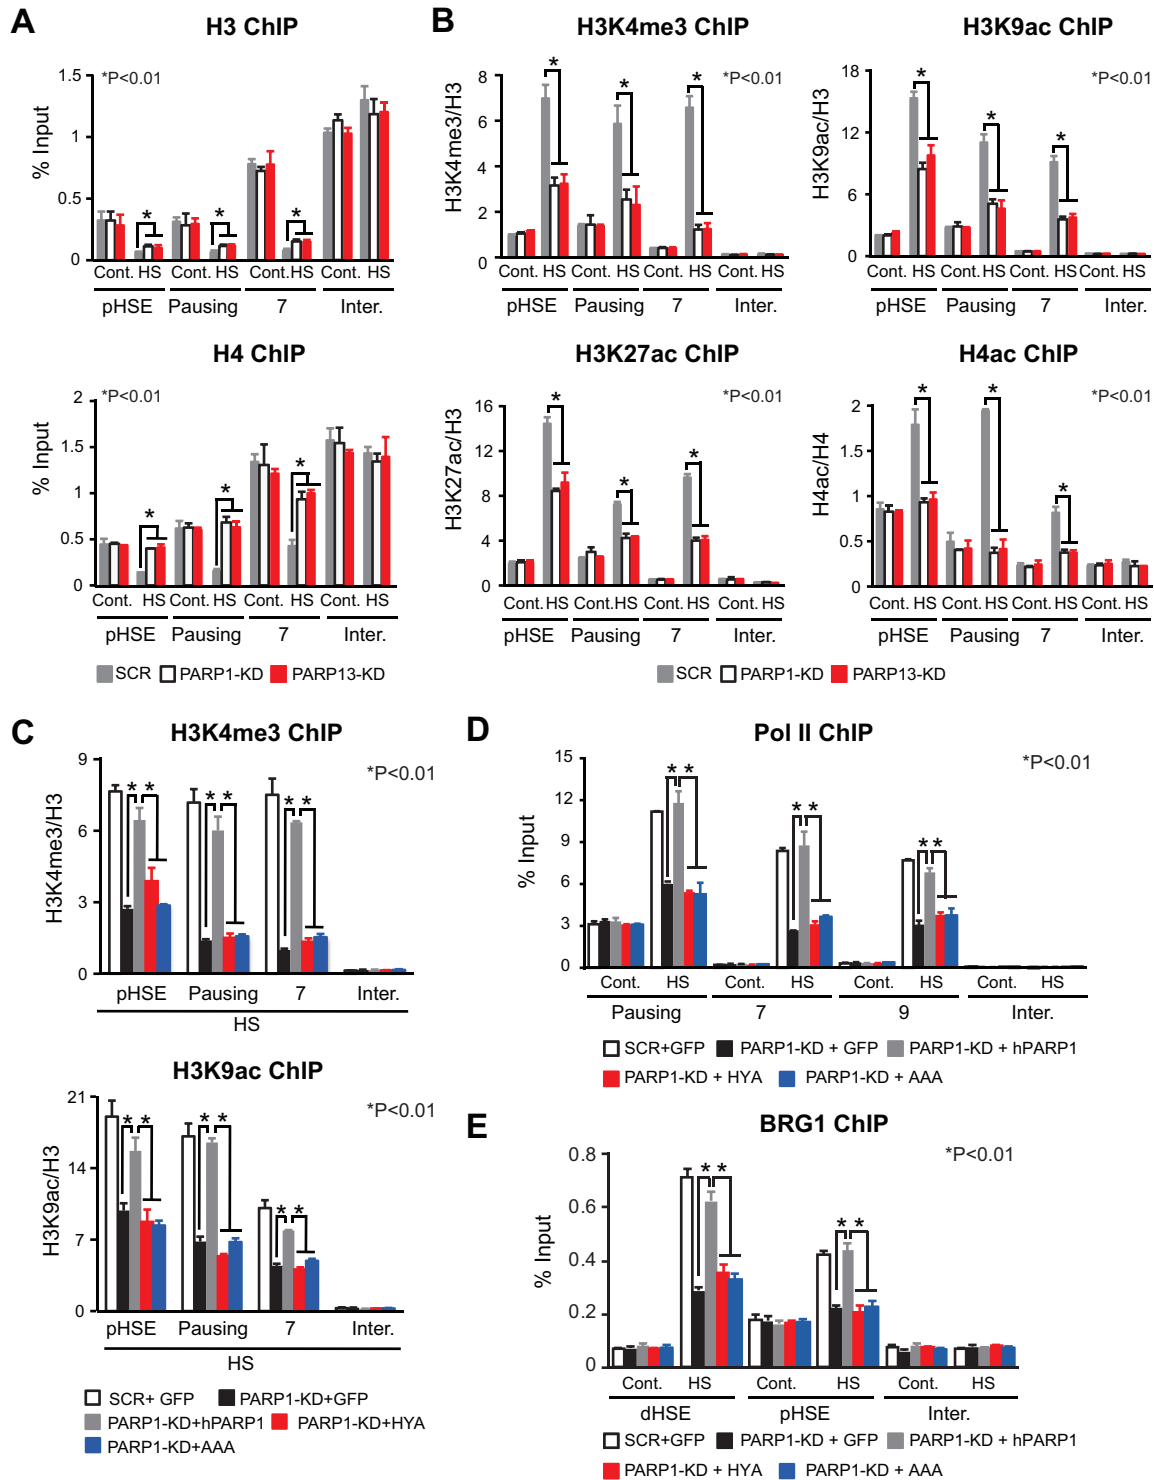 A
H3 ChIP
*P<0.01
% Input
1.5
1
0.5
0
* * *
Cont. HS Cont. HS Cont. HS Cont. HS
pHSE Pausing 7 Inter.
H4 ChIP
*P<0.01
% Input
2
1.5
1
0.5
0
* * *
Cont. HS Cont. HS Cont. HS Cont. HS
pHSE Pausing 7 Inter.
SCR PARP1-KD PARP13-KD
B
H3K4me3 ChIP
*P<0.01
H3K4me3/H3
8
6
4
2
0
* * *
Cont. HS Cont. HS Cont. HS Cont. HS
pHSE Pausing 7 Inter.
H3K9ac ChIP
*P<0.01
H3K9ac/H3
18
12
6
0
* * *
Cont. HS Cont. HS Cont. HS Cont. HS
pHSE Pausing 7 Inter.
H3K27ac ChIP
*P<0.01
H3K27ac/H3
16
12
8
4
0
* * *
Cont. HS Cont. HS Cont. HS Cont. HS
pHSE Pausing 7 Inter.
H4ac ChIP
*P<0.01
H4ac/H4
2
1.5
1
0.5
0
* * *
Cont. HS Cont. HS Cont. HS Cont. HS
pHSE Pausing 7 Inter.
SCR PARP1-KD PARP13-KD
C
H3K4me3 ChIP
*P<0.01
H3K4me3/H3
9
6
3
0
* * * * * *
pHSE Pausing 7 Inter.
HS
H3K9ac ChIP
*P<0.01
H3K9ac/H3
21
14
7
0
* * * * * *
pHSE Pausing 7 Inter.
HS
SCR+ GFP PARP1-KD+GFP
PARP1-KD+hPARP1 PARP1-KD+HYA
PARP1-KD+AAA
D
Pol II ChIP
*P<0.01
% Input
15
12
9
6
3
0
* * * * * *
Cont. HS Cont. HS Cont. HS Cont. HS
Pausing 7 9 Inter.
SCR+GFP PARP1-KD + GFP PARP1-KD + hPARP1
PARP1-KD + HYA PARP1-KD + AAA
E
BRG1 ChIP
*P<0.01
% Input
0.8
0.6
0.4
0.2
0
* * * *
Cont. HS Cont. HS Cont. HS
dHSE pHSE Inter.
SCR+GFP PARP1-KD + GFP PARP1-KD + hPARP1
PARP1-KD + HYA PARP1-KD + AAA